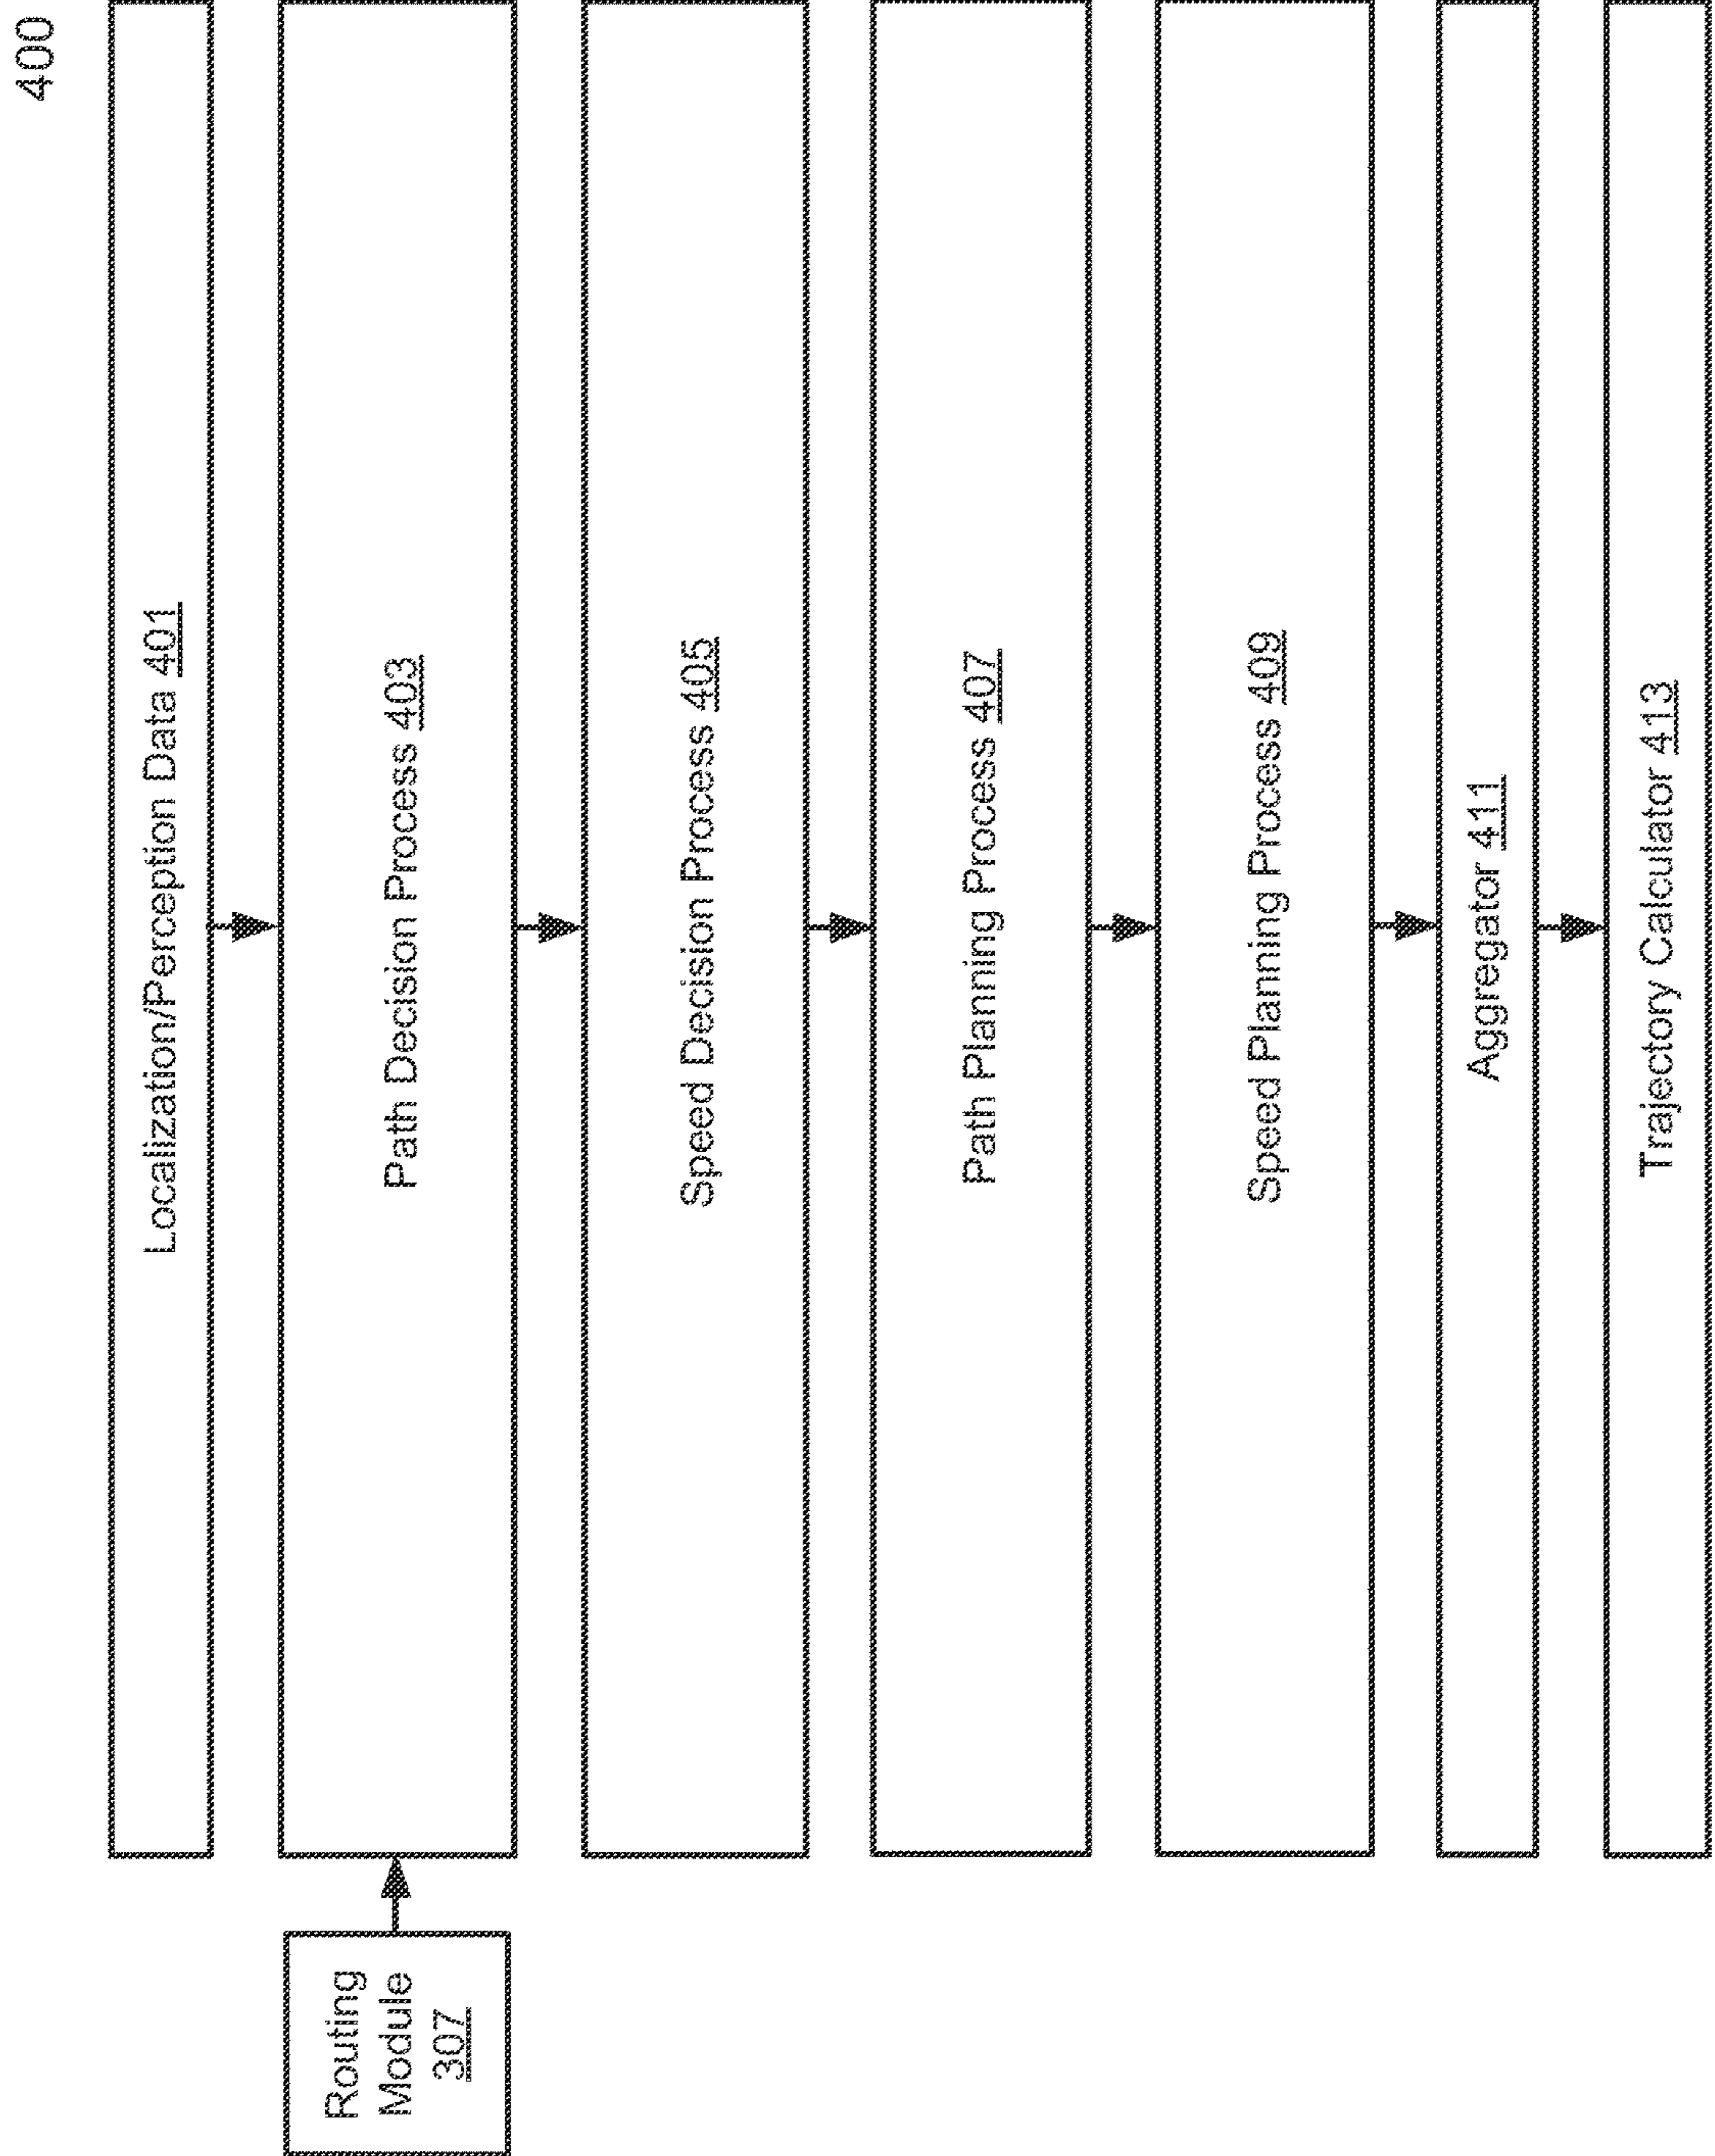 400
Localization/Perception Data 401
Routing
Module
307
Path Decision Process 403
Speed Decision Process 405
Path Planning Process 407
Speed Planning Process 409
Aggregator 411
Trajectory Calculator 413